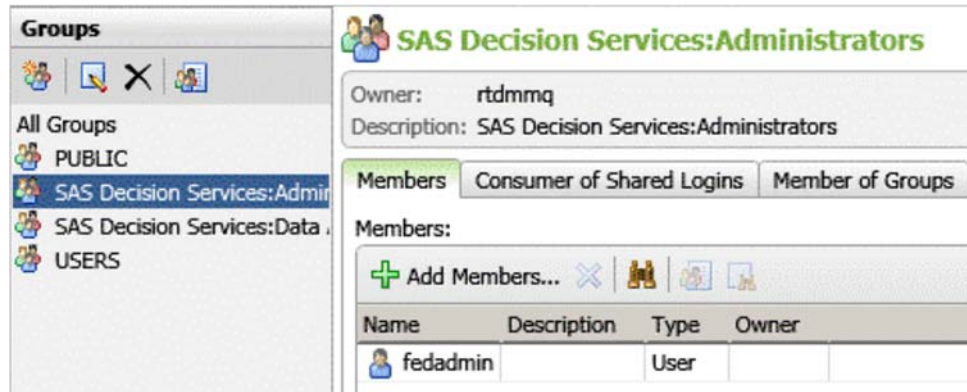 Groups
All Groups
PUBLIC
SAS Decision Services:Admin
SAS Decision Services:Data
USERS
SAS Decision Services:Administrators
Owner: rtdmmq
Description: SAS Decision Services:Administrators
Members Consumer of Shared Logins Member of Groups
Members:
Add Members...
Name Description Type Owner
fedadmin User